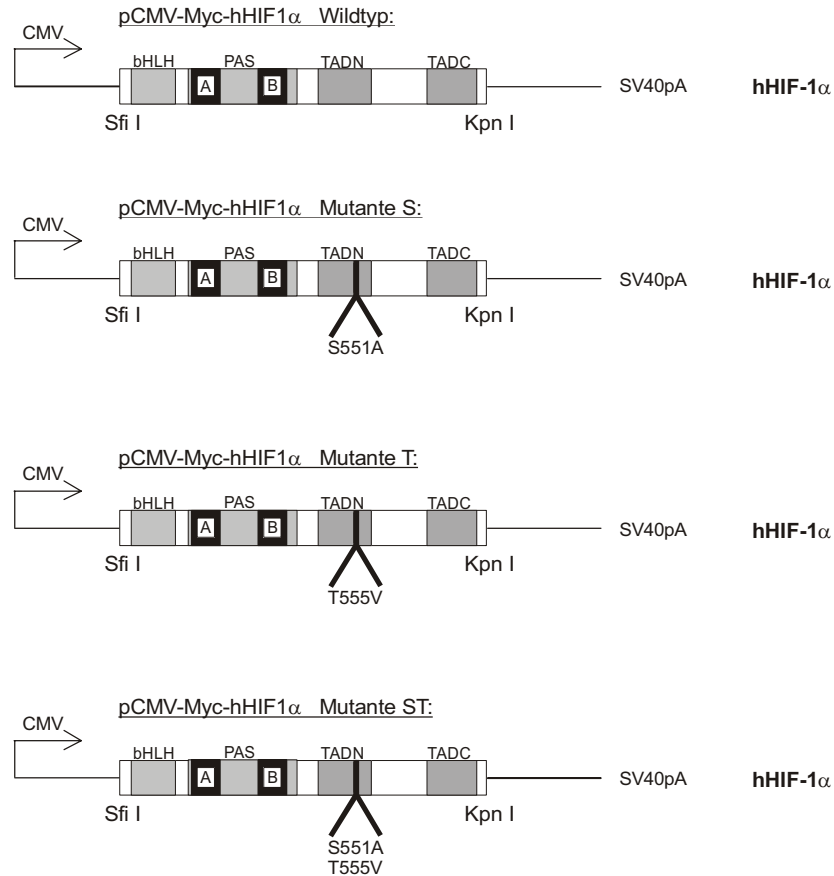 pCMV-Myc-hHIF1α Wildtyp:
CMV
bHLH PAS TADN TADC
A B
SV40pA hHIF-1α
Sfi I Kpn I
pCMV-Myc-hHIF1α Mutante S:
CMV
bHLH PAS TADN TADC
A B
SV40pA hHIF-1α
Sfi I Kpn I
S551A
pCMV-Myc-hHIF1α Mutante T:
CMV
bHLH PAS TADN TADC
A B
SV40pA hHIF-1α
Sfi I Kpn I
T555V
pCMV-Myc-hHIF1α Mutante ST:
CMV
bHLH PAS TADN TADC
A B
SV40pA hHIF-1α
Sfi I Kpn I
S551A
T555V